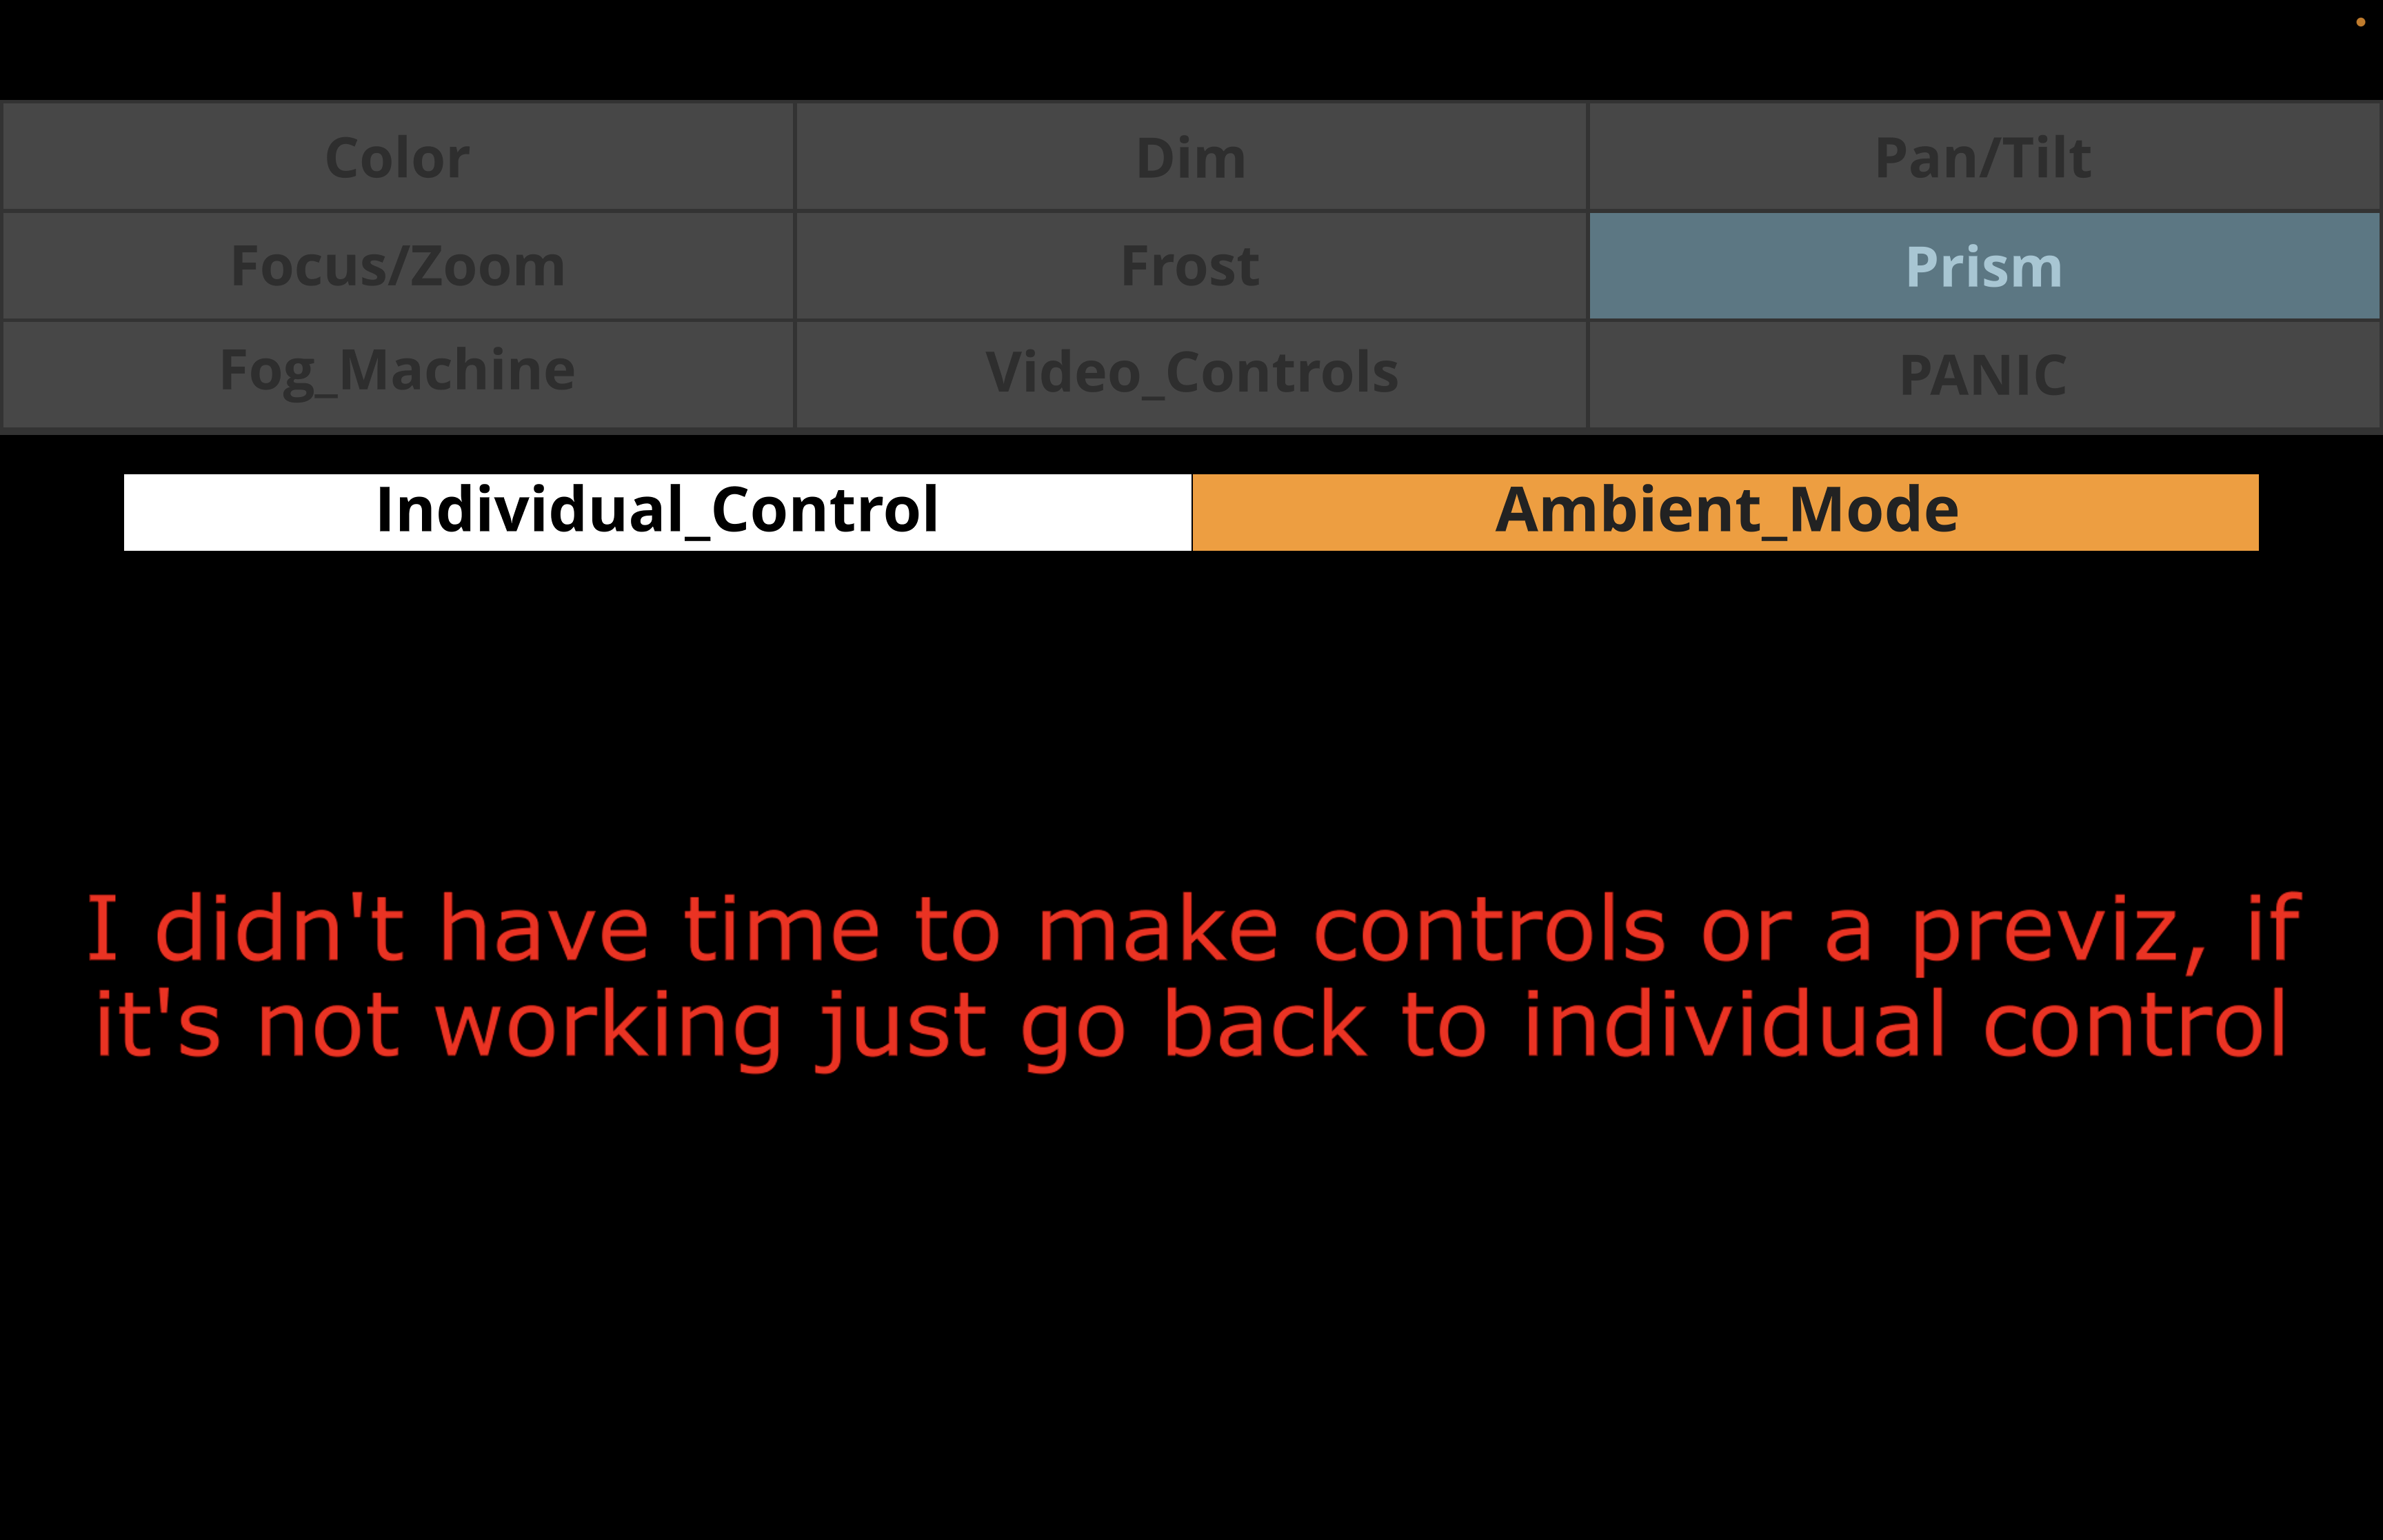 Color Dim Pan/Tilt
Focus/Zoom Frost Prism
Fog_Machine Video_Controls PANIC
Individual_Control Ambient_Mode
I didn't have time to make controls or a previz, if
it's not working just go back to individual control